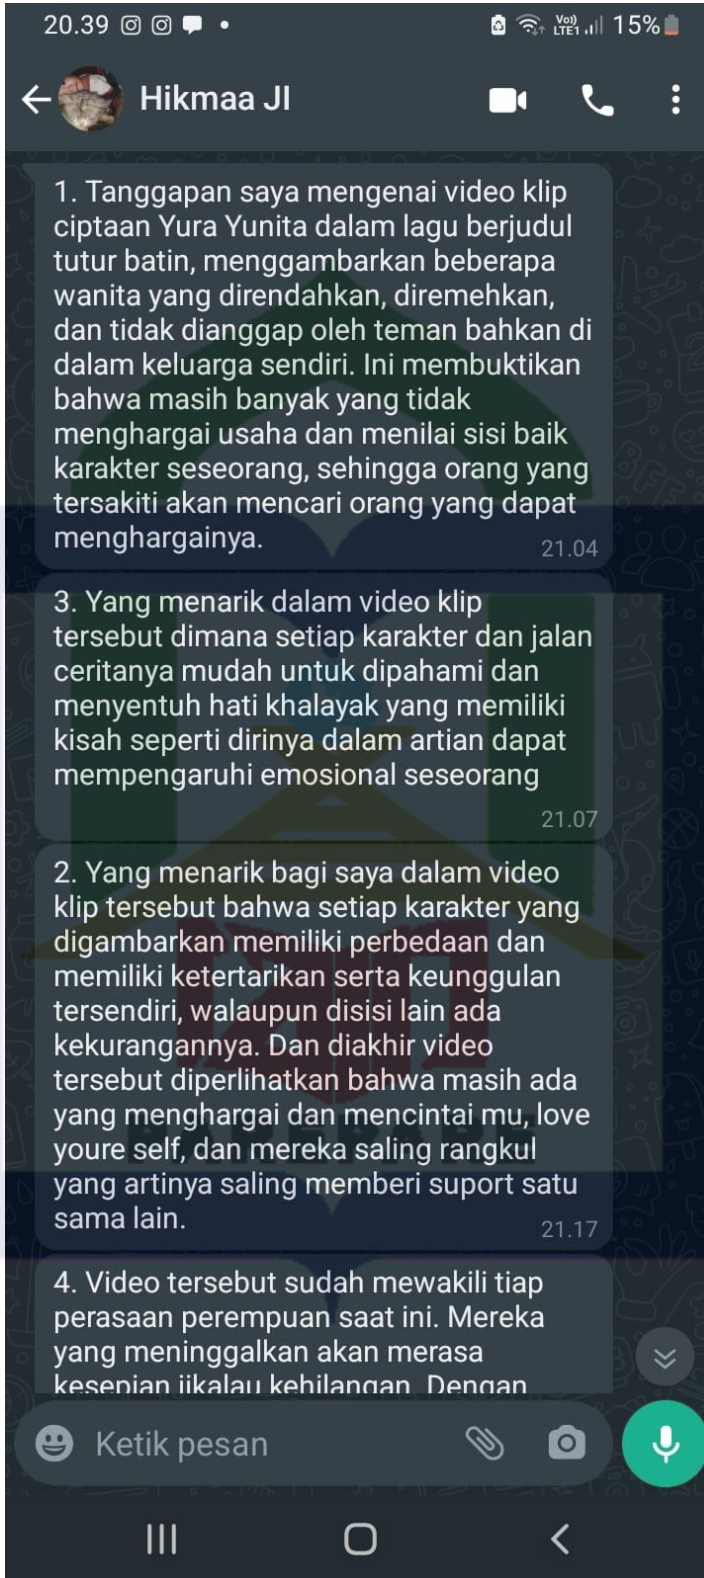 20.39
Vo))
LTE1
15%
Hikmaa JI
1. Tanggapan saya mengenai video klip
ciptaan Yura Yunita dalam lagu berjudul
tutur batin, menggambarkan beberapa
wanita yang direndahkan, diremehkan,
dan tidak dianggap oleh teman bahkan di
dalam keluarga sendiri. Ini membuktikan
bahwa masih banyak yang tidak
menghargai usaha dan menilai sisi baik
karakter seseorang, sehingga orang yang
tersakiti akan mencari orang yang dapat
menghargainya.
21.04
3. Yang menarik dalam video klip
tersebut dimana setiap karakter dan jalan
ceritanya mudah untuk dipahami dan
menyentuh hati khalayak yang memiliki
kisah seperti dirinya dalam artian dapat
mempengaruhi emosional seseorang
21.07
2. Yang menarik bagi saya dalam video
klip tersebut bahwa setiap karakter yang
digambarkan memiliki perbedaan dan
memiliki ketertarikan serta keunggulan
tersendiri, walaupun disisi lain ada
kekurangannya. Dan diakhir video
tersebut diperlihatkan bahwa masih ada
yang menghargai dan mencintai mu, love
youre self, dan mereka saling rangkul
yang artinya saling memberi suport satu
sama lain.
21.17
PAREPARE
4. Video tersebut sudah mewakili tiap
perasaan perempuan saat ini. Mereka
yang meninggalkan akan merasa
kesepian jikalau kehilangan. Dengan
Ketik pesan